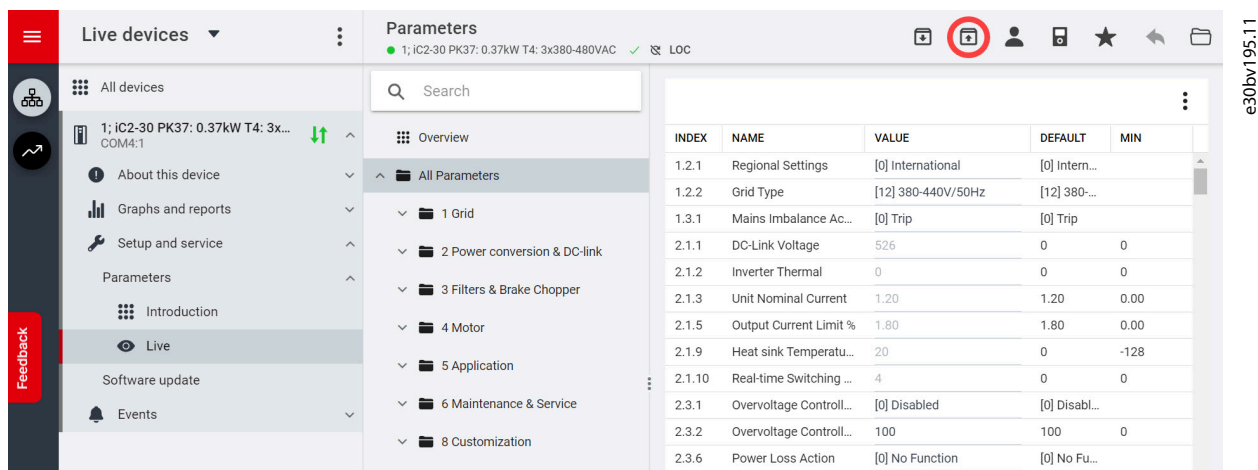 Live devices
Parameters
1; iC2-30 PK37: 0.37kW T4: 3x380-480VAC LOC
All devices
1; iC2-30 PK37: 0.37kW T4: 3x...
COM4:1
About this device
Graphs and reports
Setup and service
Parameters
Introduction
Live
Software update
Events
Feedback
Search
Overview
All Parameters
1 Grid
2 Power conversion & DC-link
3 Filters & Brake Chopper
4 Motor
5 Application
6 Maintenance & Service
8 Customization
INDEX NAME VALUE DEFAULT MIN
1.2.1 Regional Settings [0] International [0] Intern...
1.2.2 Grid Type [12] 380-440V/50Hz [12] 380-...
1.3.1 Mains Imbalance Ac... [0] Trip [0] Trip
2.1.1 DC-Link Voltage 526 0 0
2.1.2 Inverter Thermal 0 0 0
2.1.3 Unit Nominal Current 1.20 1.20 0.00
2.1.5 Output Current Limit % 1.80 1.80 0.00
2.1.9 Heat sink Temperatu... 20 0 -128
2.1.10 Real-time Switching ... 4 0 0
2.3.1 Overvoltage Controll... [0] Disabled [0] Disabl...
2.3.2 Overvoltage Controll... 100 100 0
2.3.6 Power Loss Action [0] No Function [0] No Fu...
e30bv195.11